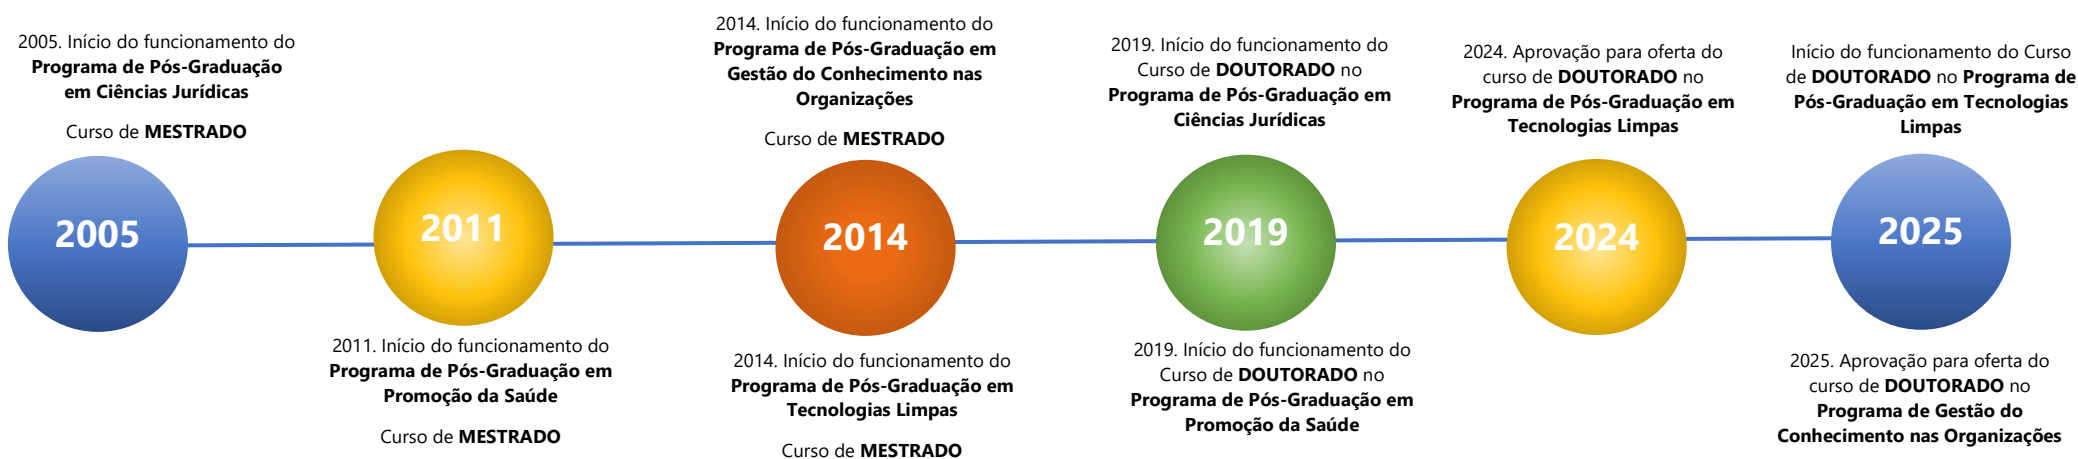 2005. Início do funcionamento do
Programa de Pós-Graduação
em Ciências Jurídicas
Curso de MESTRADO
2005
2011
2011. Início do funcionamento do
Programa de Pós-Graduação em
Promoção da Saúde
Curso de MESTRADO
2014. Início do funcionamento do
Programa de Pós-Graduação em
Gestão do Conhecimento nas
Organizações
Curso de MESTRADO
2014
2014. Início do funcionamento do
Programa de Pós-Graduação em
Tecnologias Limpas
Curso de MESTRADO
2019. Início do funcionamento do
Curso de DOUTORADO no
Programa de Pós-Graduação em
Ciências Jurídicas
2019
2019. Início do funcionamento do
Curso de DOUTORADO no
Programa de Pós-Graduação em
Promoção da Saúde
2024. Aprovação para oferta do
curso de DOUTORADO no
Programa de Pós-Graduação em
Tecnologias Limpas
2024
Início do funcionamento do Curso
de DOUTORADO no Programa de
Pós-Graduação em Tecnologias
Limpas
2025
2025. Aprovação para oferta do
curso de DOUTORADO no
Programa de Gestão do
Conhecimento nas Organizações